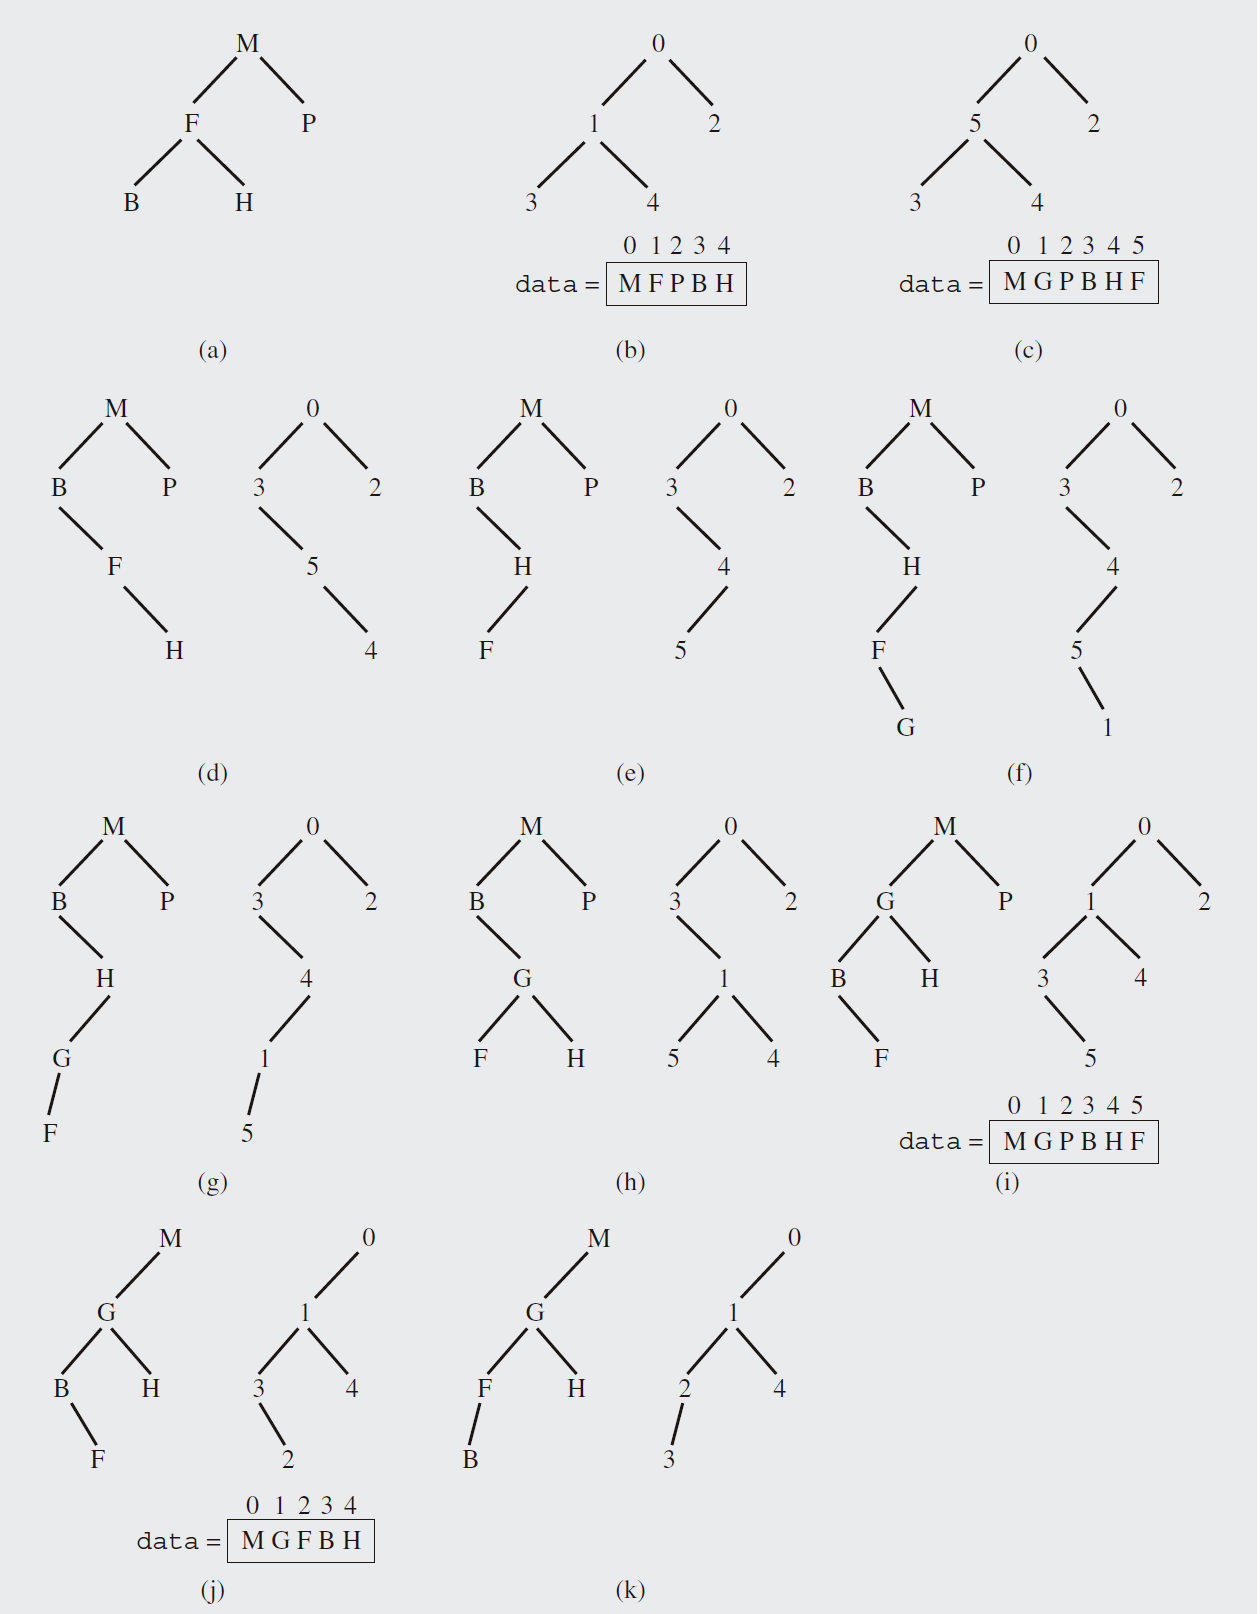 M 0 0
F P 1 2 5 2
B H 3 4 3 4
0 1 2 3 4 0 1 2 3 4 5
data = M F P B H data = M G P B H F
(a) (b) (c)
M 0 M 0 M 0
B P 3 2 B P 3 2 B P 3 2
F 5 H 4 H 4
H 4 F 5 F 5
G 1
(d) (e) (f)
M 0 M 0 M 0
B P 3 2 B P 3 2 G P 1 2
H 4 G 1 B H 3 4
G 1 F H 5 4 F 5
0 1 2 3 4 5
F 5 data = M G P B H F
(g) (h) (i)
M 0 M 0
G 1 G 1
B H 3 4 F H 2 4
F 2 B 3
0 1 2 3 4
data = M G F B H
(j) (k)